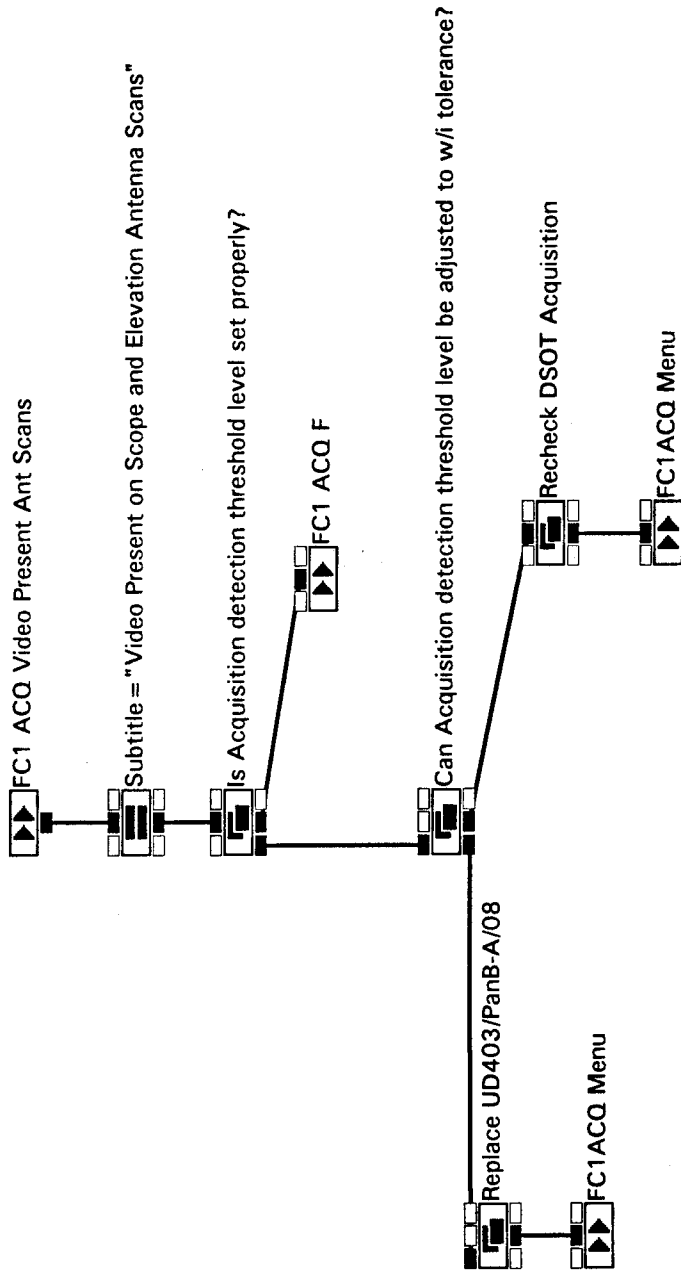 FC1 ACQ Video Present Ant Scans
Subtitle = "Video Present on Scope and Elevation Antenna Scans"
Is Acquisition detection threshold level set properly?
FC1 ACQ F
Can Acquisition detection threshold level be adjusted to w/i tolerance?
Replace UD403/PanB-A/08
Recheck DSOT Acquisition
FC1ACQ Menu
FC1ACQ Menu